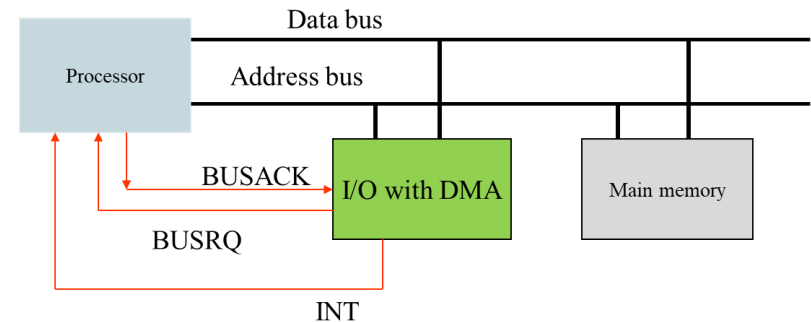 Data bus
Processor
Address bus
BUSACK
I/O with DMA
Main memory
BUSRQ
INT